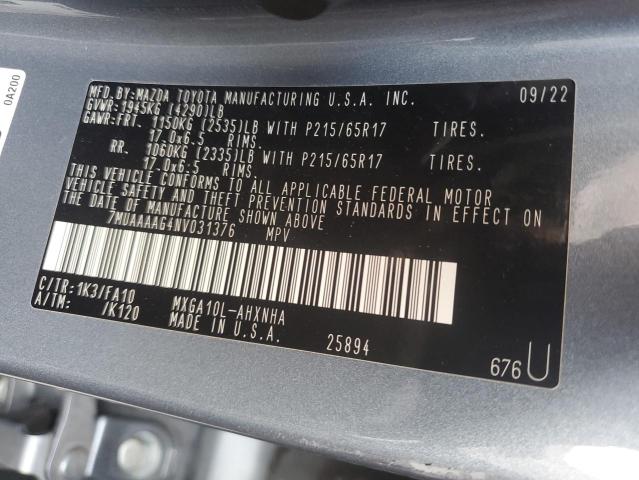 0A200
MFD.BY:MAZDA TOYOTA MANUFACTURING U.S.A. INC. 09/22
GVWR: 1945KG (4290)LB
GAWR:FRT. 1150KG (2535)LB WITH P215/65R17 TIRES.
17.0x6.5 RIMS.
RR. 1060KG (2335)LB WITH P215/65R17 TIRES.
17.0x6.5 RIMS.
THIS VEHICLE CONFORMS TO ALL APPLICABLE FEDERAL MOTOR
VEHICLE SAFETY AND THEFT PREVENTION STANDARDS IN EFFECT ON
THE DATE OF MANUFACTURE SHOWN ABOVE
7MUAAAAG4NV031376 MPV
C/TR: 1K3/FA10 MXGA10L-AHXNHA
A/TM: /K120 MADE IN U.S.A.
25894
676 U